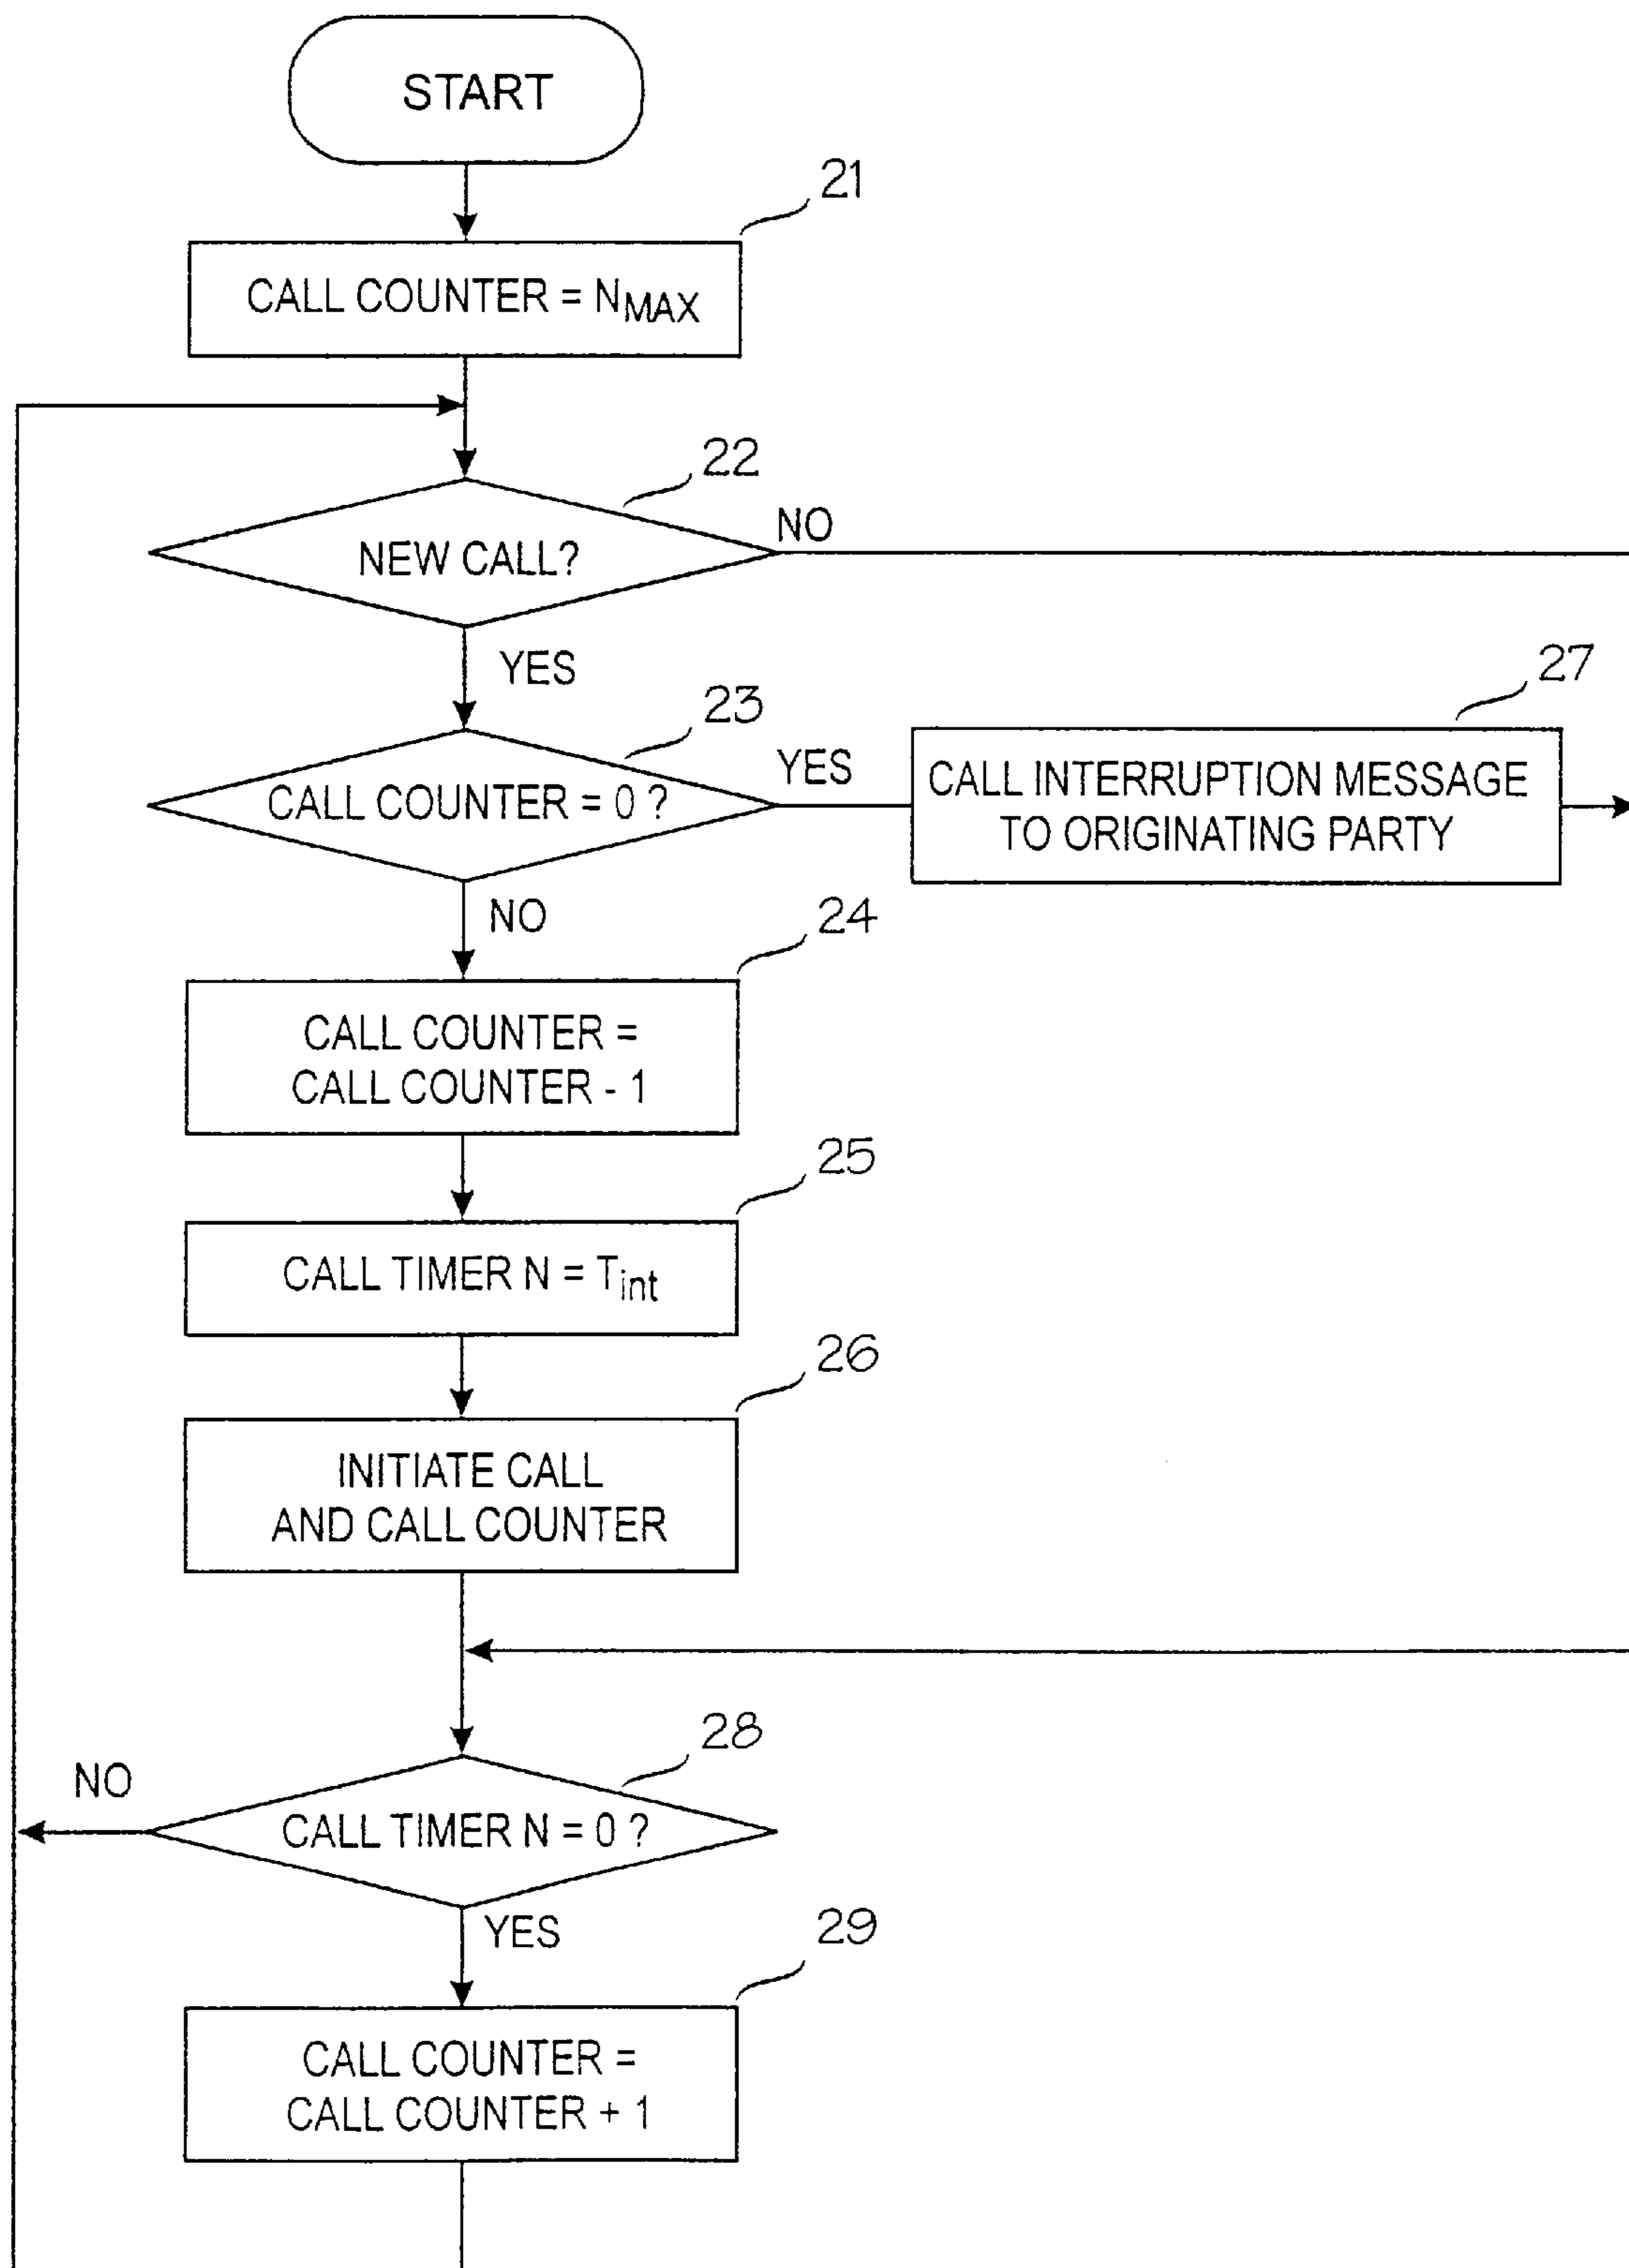 START
21
CALL COUNTER = NMAX
22
NEW CALL?
NO
YES
23
CALL COUNTER = 0 ?
YES
27
CALL INTERRUPTION MESSAGE
TO ORIGINATING PARTY
NO
24
CALL COUNTER =
CALL COUNTER - 1
25
CALL TIMER N = Tint
26
INITIATE CALL
AND CALL COUNTER
28
NO
CALL TIMER N = 0 ?
YES
29
CALL COUNTER =
CALL COUNTER + 1